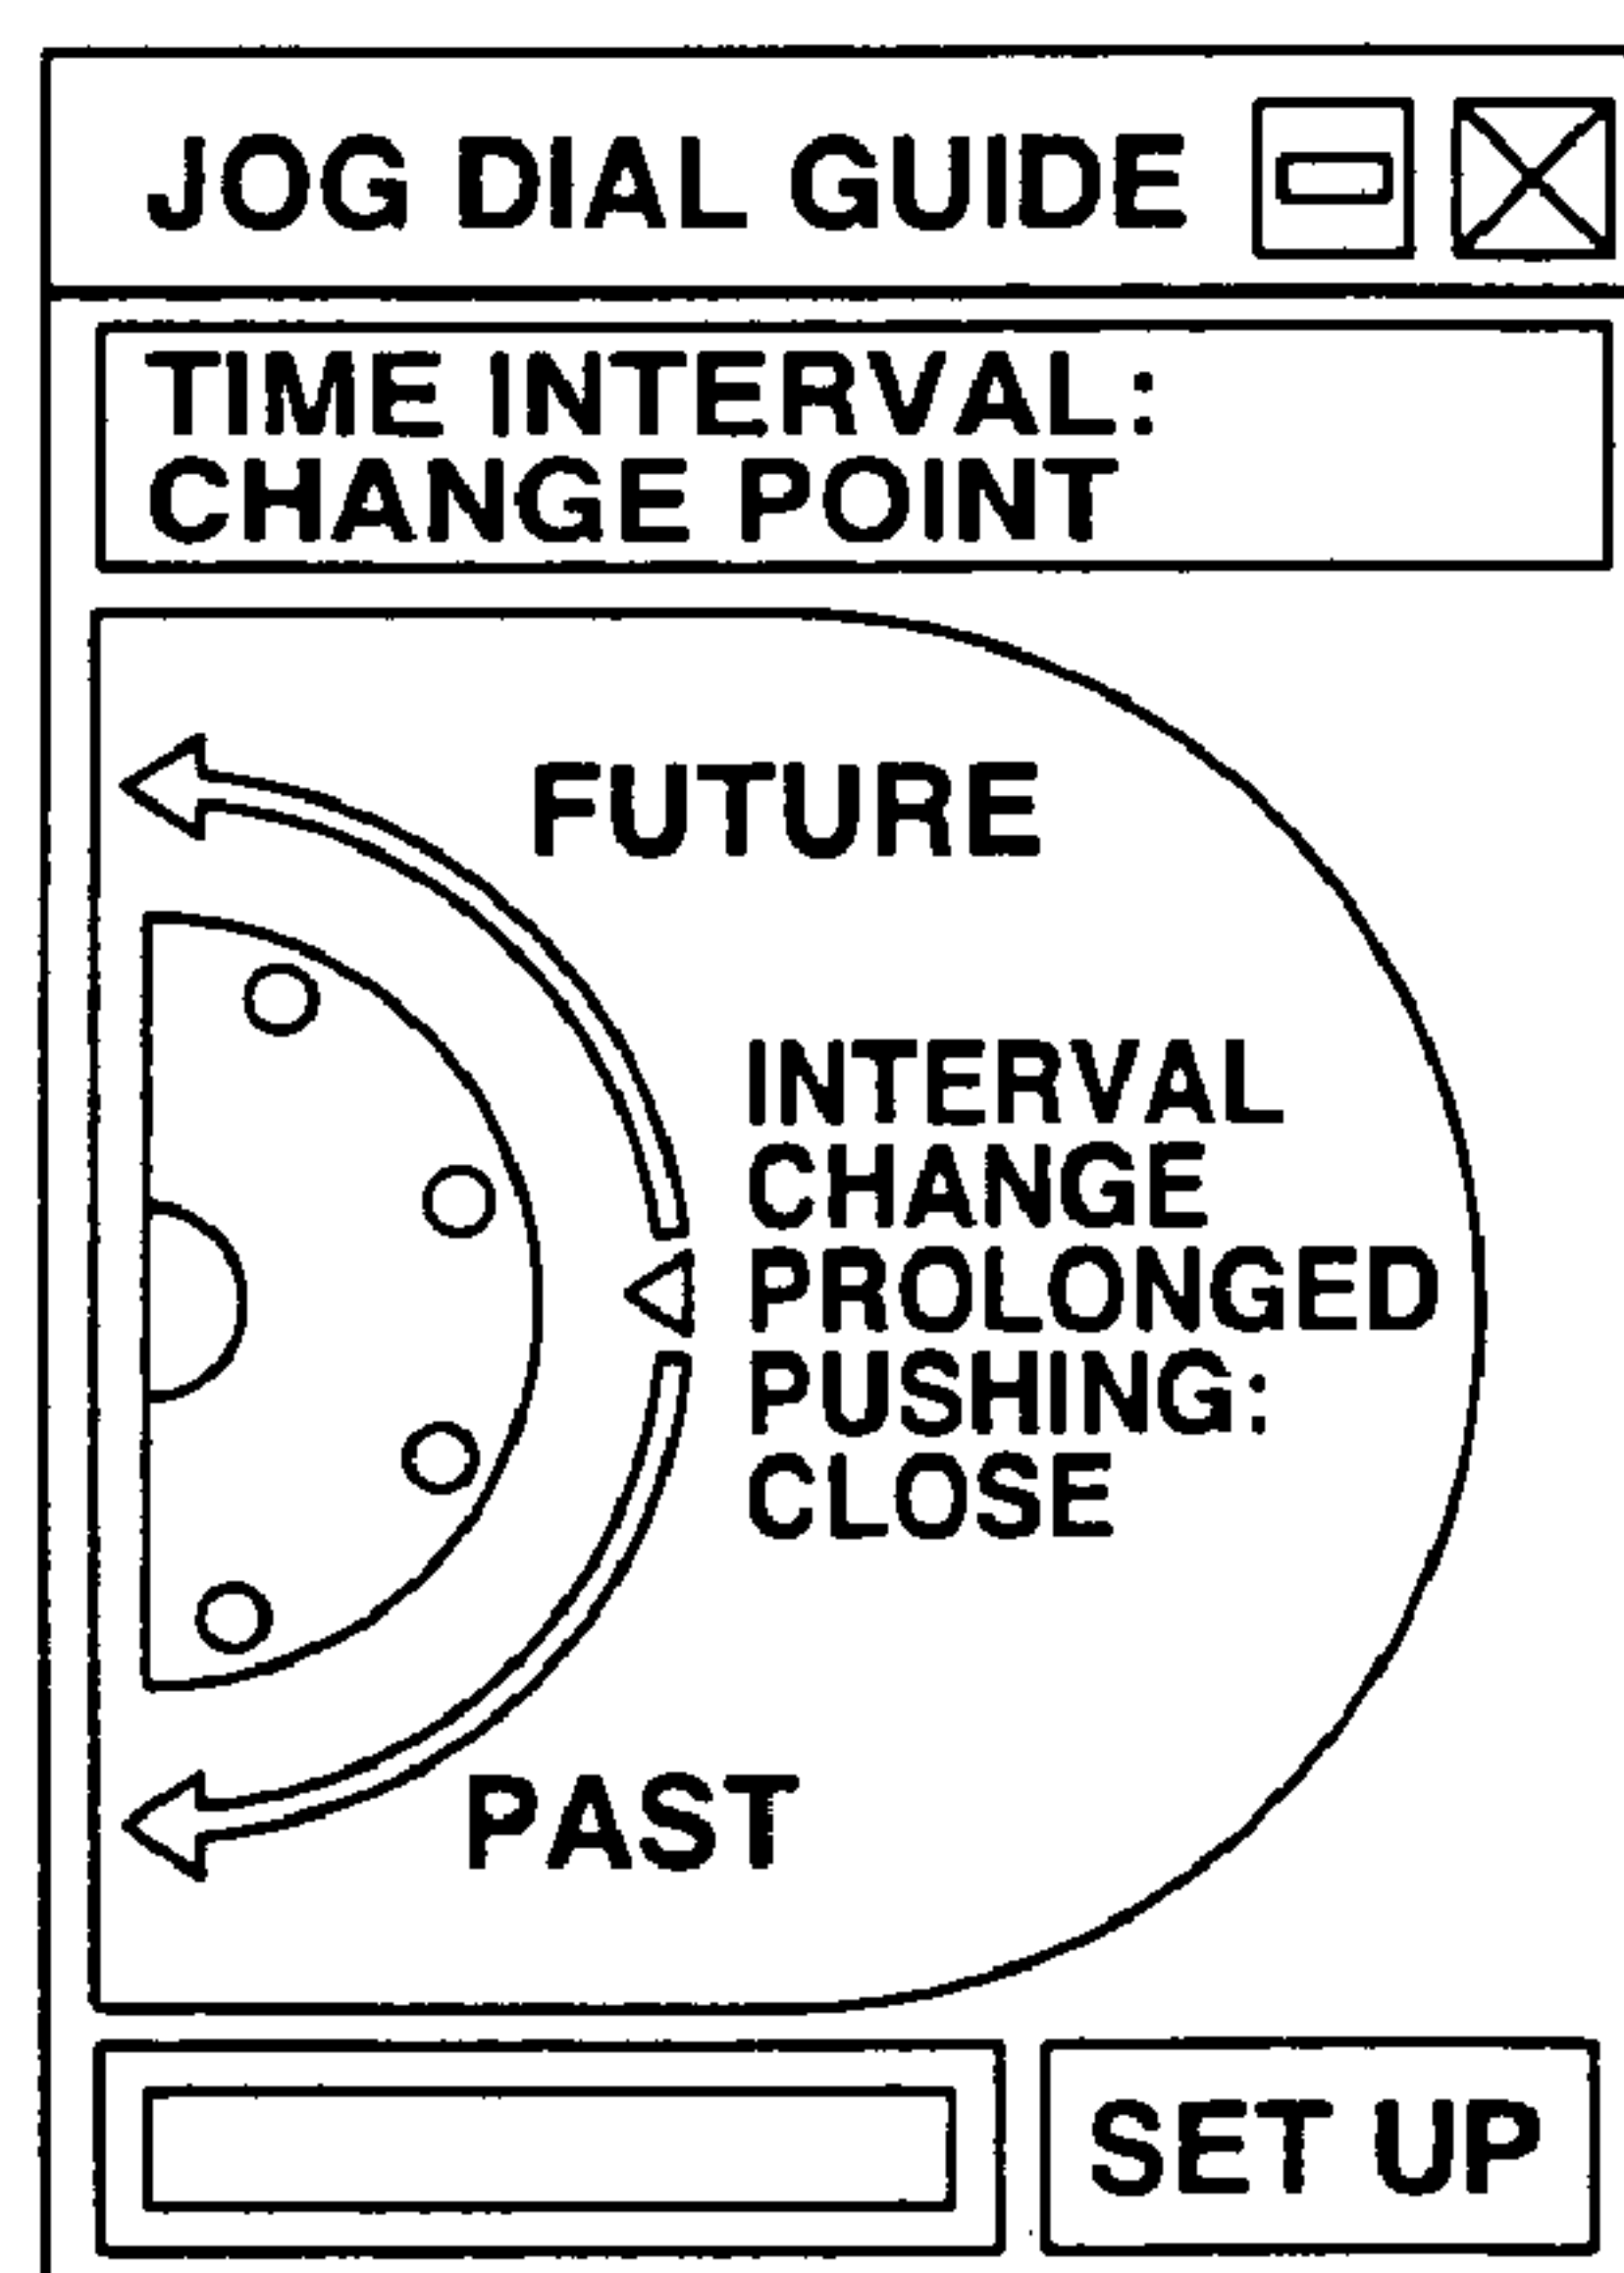 JOG DIAL GUIDE
TIME INTERVAL:
CHANGE POINT
FUTURE
INTERVAL
CHANGE
PROLONGED
PUSHING:
CLOSE
PAST
SET UP